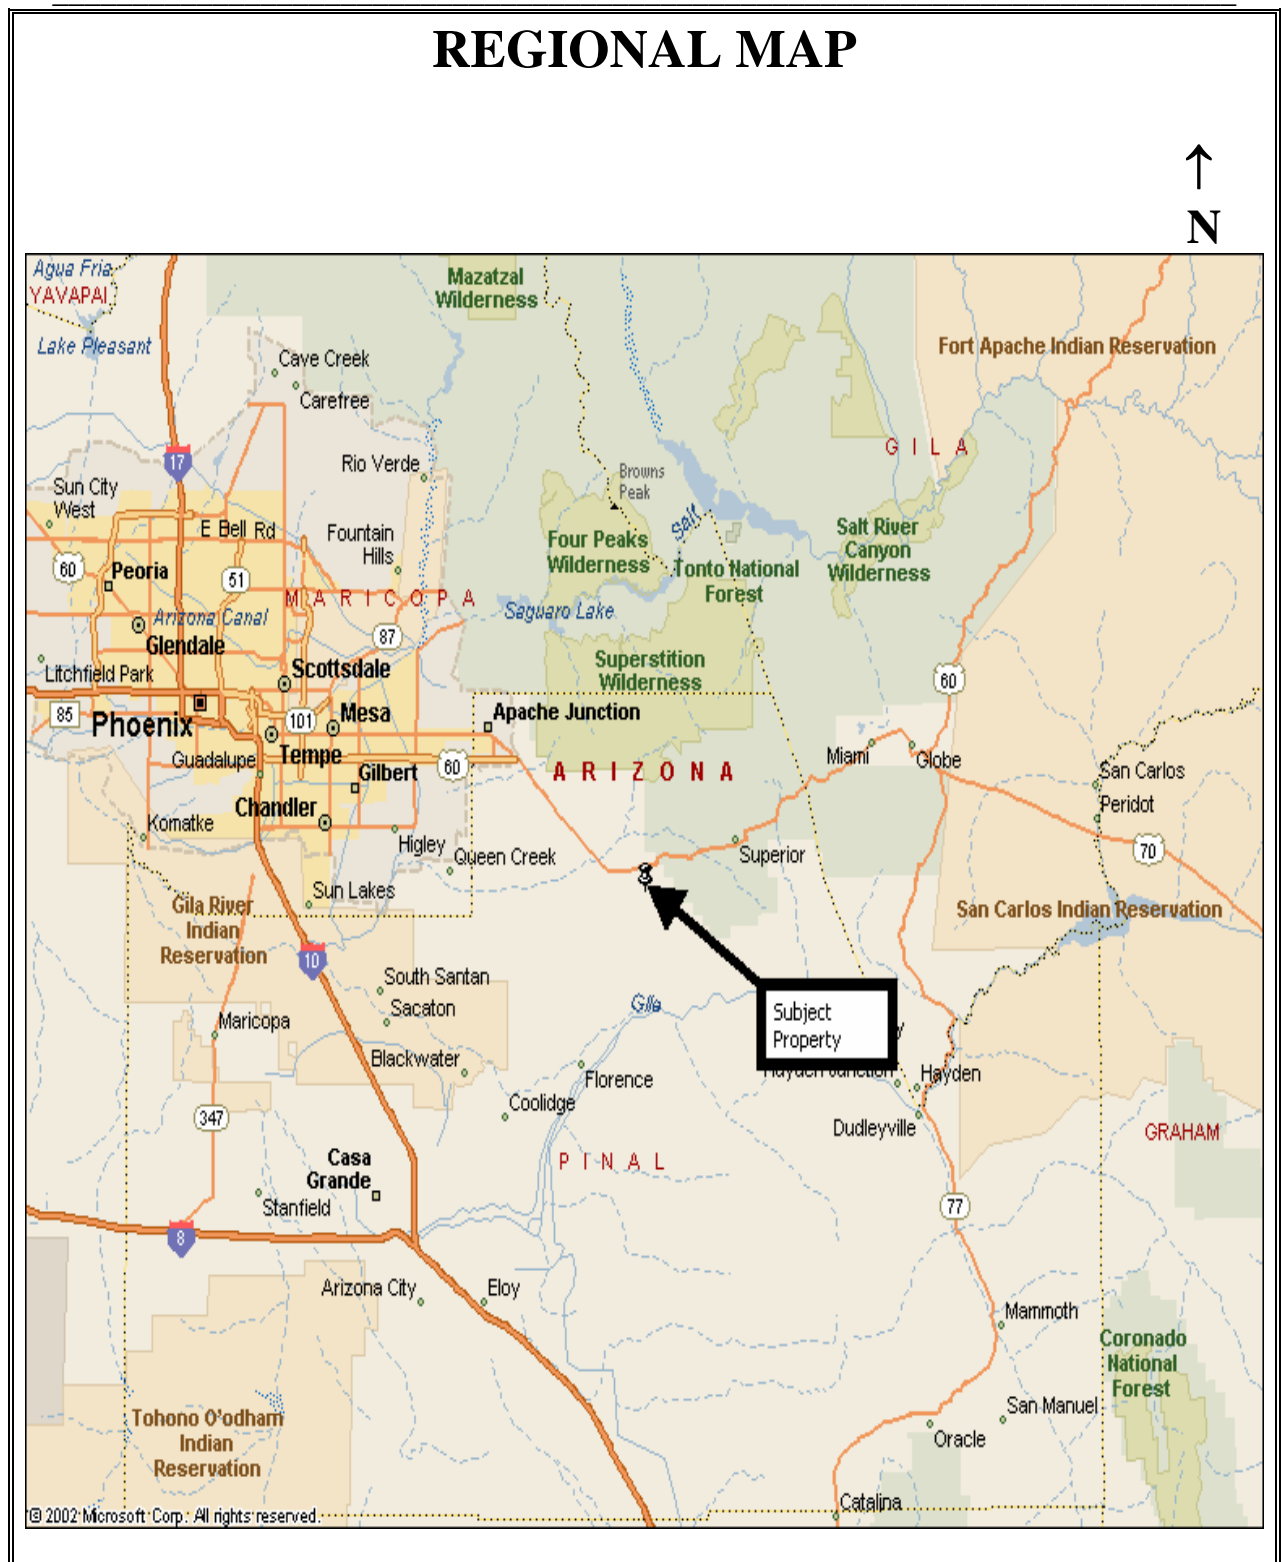 REGIONAL MAP
↑
N
Agua Fria
YAVAPAI
Lake Pleasant
Mazatzal
Wilderness
Cave Creek
Carefree
Fort Apache Indian Reservation
GILA
17
Rio Verde
Browns
Peak
Sun City
West
E Bell Rd
Fountain
Hills
Salt
Four Peaks
Wilderness
Salt River
Canyon
Wilderness
60
Peoria
51
Tonto National
Forest
MARICOPA
Arizona Canal
Saguaro Lake
Glendale
87
Litchfield Park
Scottsdale
Superstition
Wilderness
60
85
Phoenix
101
Mesa
Apache Junction
Guadalupe
Tempe
Gilbert
60
ARIZONA
Miami
Globe
San Carlos
Peridot
Chandler
Komatke
Higley
Queen Creek
Superior
70
Sun Lakes
Gila River
Indian
Reservation
San Carlos Indian Reservation
10
South Santan
Sacaton
Gila
Subject
Property
Maricopa
Blackwater
Florence
Hayden Junction
Hayden
Coolidge
347
Dudleyville
GRAHAM
Casa
Grande
PINAL
Stanfield
77
8
Arizona City
Eloy
Mammoth
Coronado
National
Forest
Tohono O'odham
Indian
Reservation
San Manuel
Oracle
Catalina
© 2002 Microsoft Corp. All rights reserved.